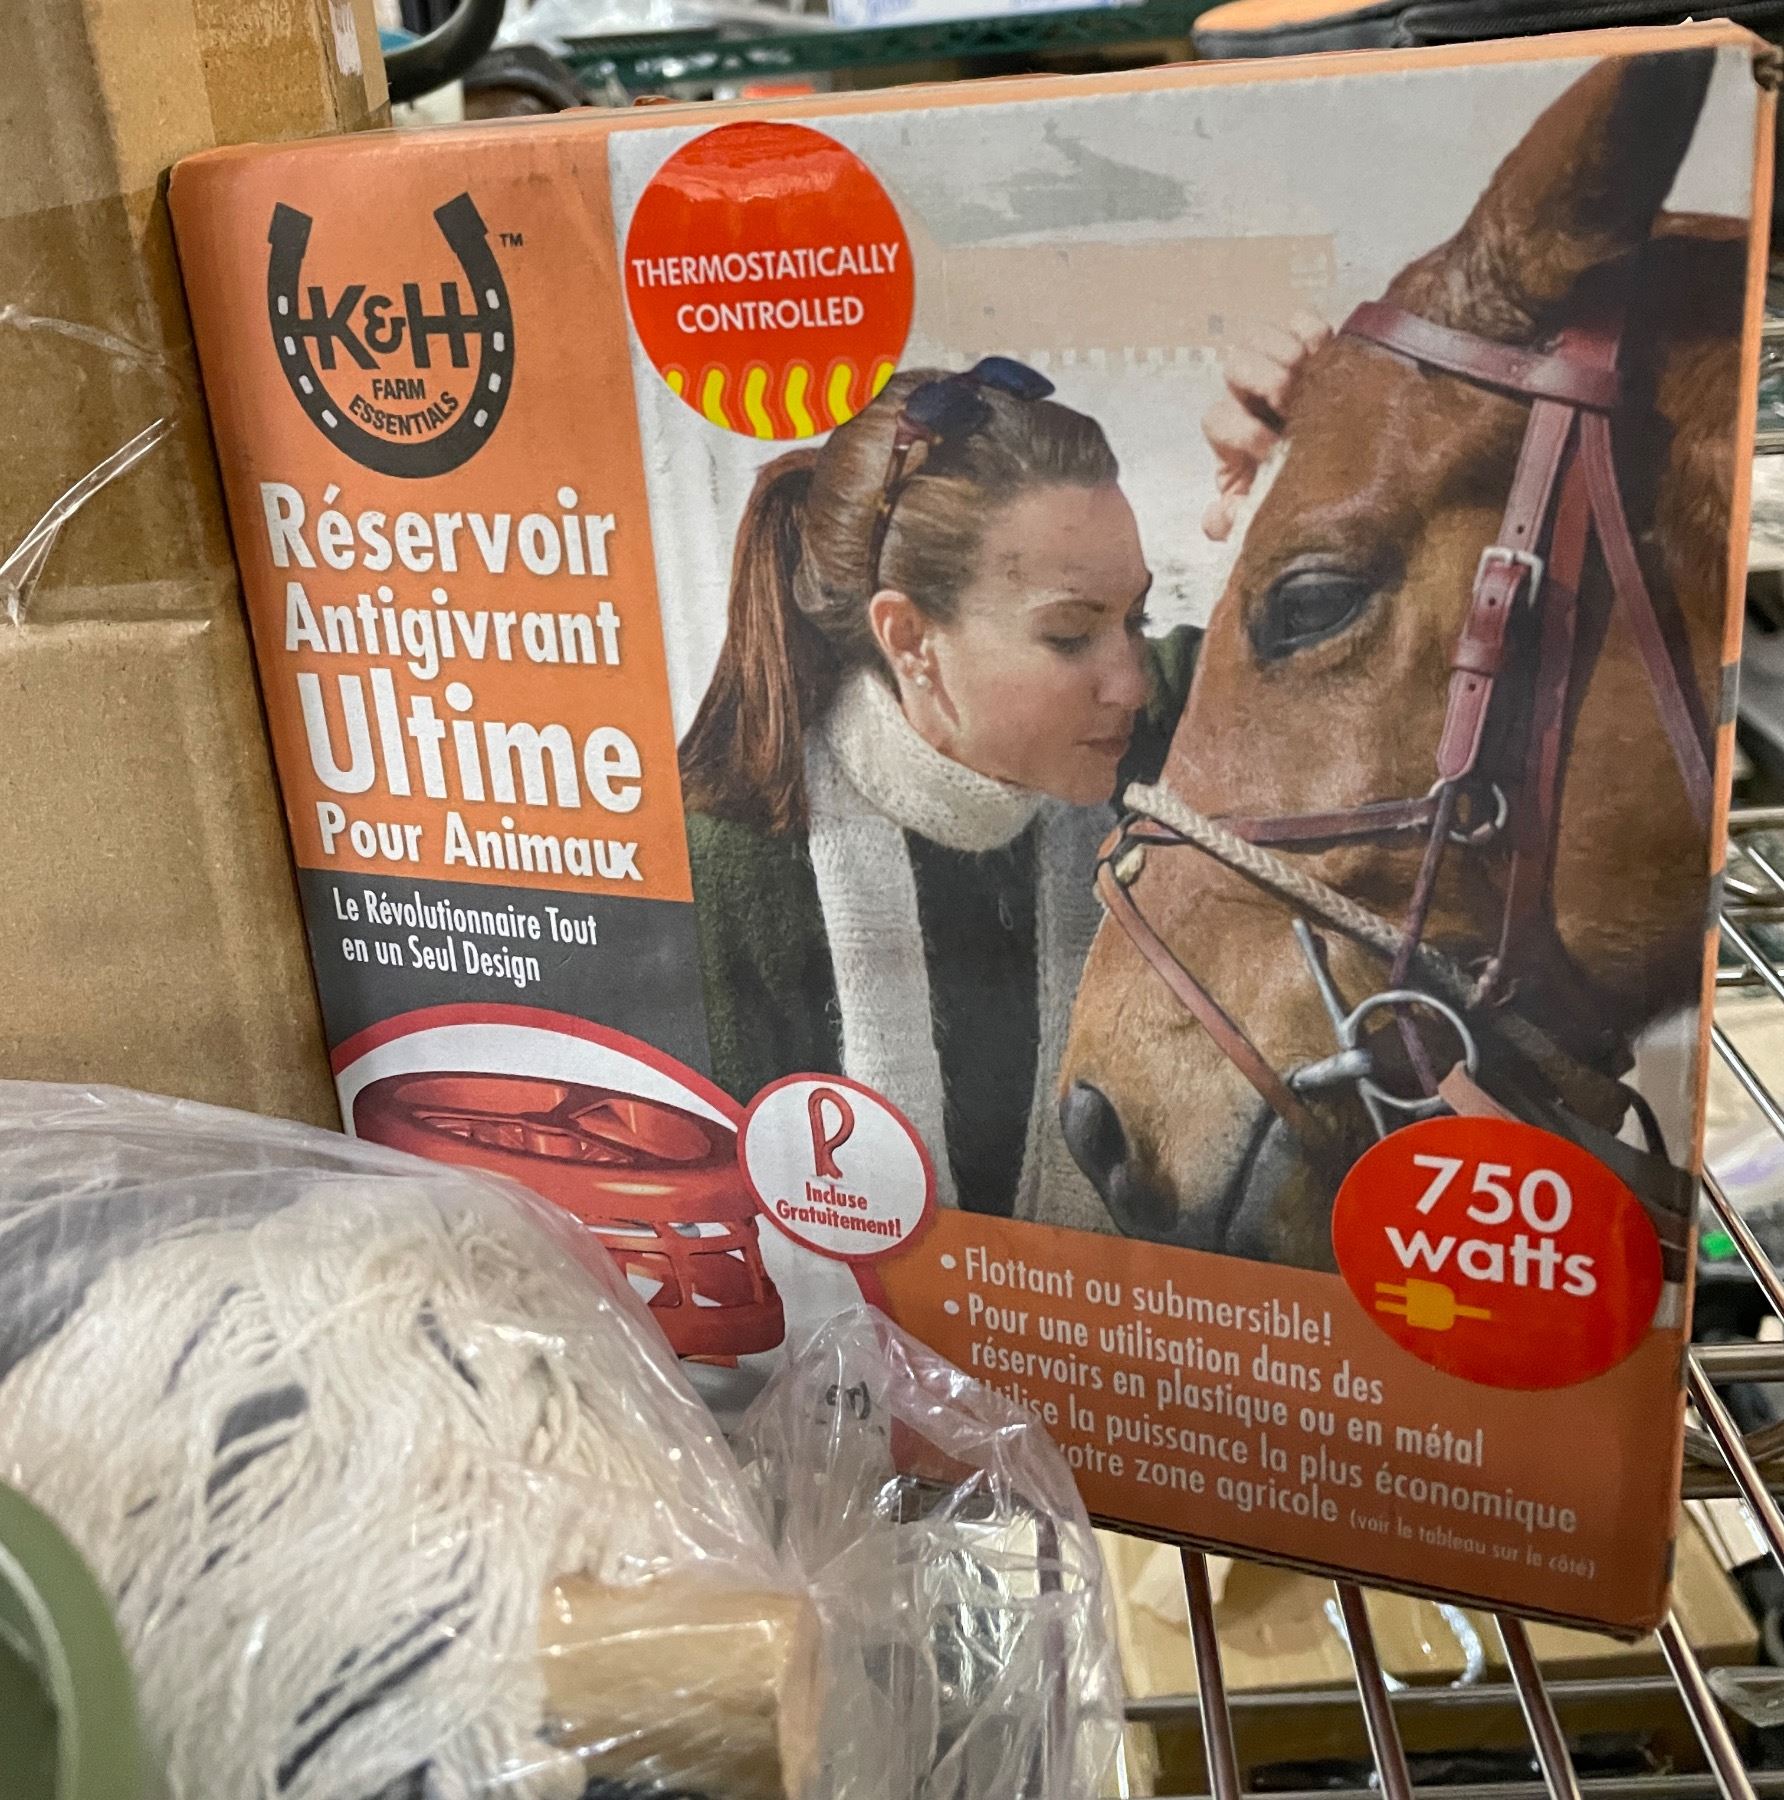 K&H
FARM
ESSENTIALS
TM
THERMOSTATICALLY
CONTROLLED
Réservoir
Antigivrant
Ultime
Pour Animaux
Le Révolutionnaire Tout
en un Seul Design
Incluse
Gratuitement!
750
watts
• Flottant ou submersible!
• Pour une utilisation dans des
réservoirs en plastique ou en métal
la puissance la plus économique
zone agricole (voir le tableau sur le côté)